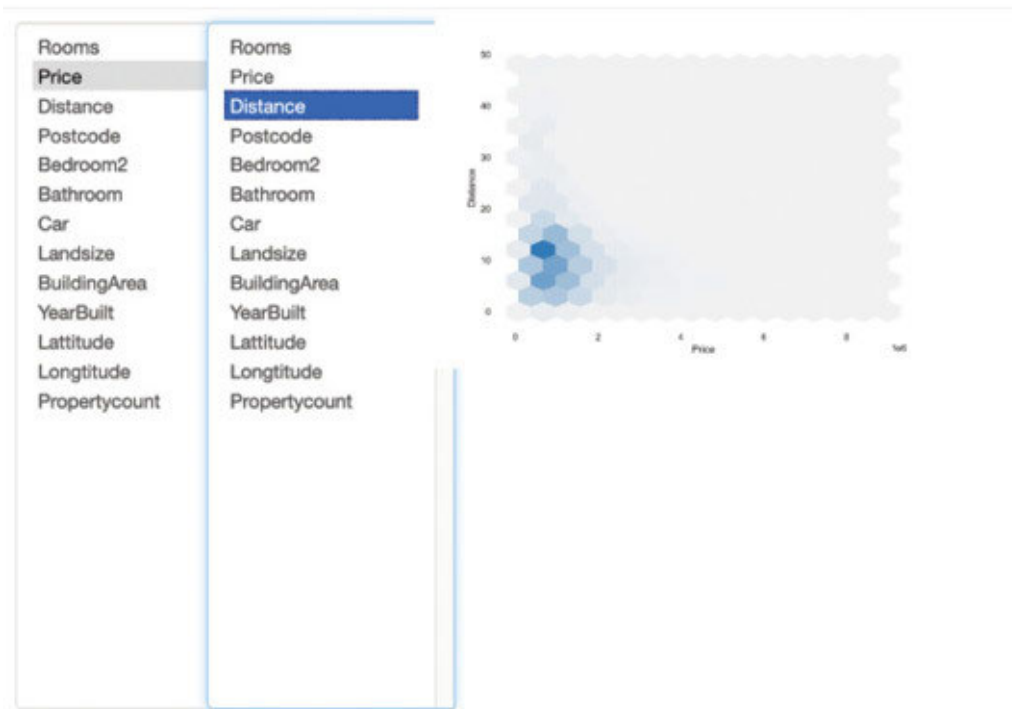 Rooms
Price
Distance
Postcode
Bedroom2
Bathroom
Car
Landsize
BuildingArea
YearBuilt
Lattitude
Longtitude
Propertycount
Rooms
Price
Distance
Postcode
Bedroom2
Bathroom
Car
Landsize
BuildingArea
YearBuilt
Lattitude
Longtitude
Propertycount
50
40
30
20
10
0
Distance
0 2 4 6 8
Price
1e6